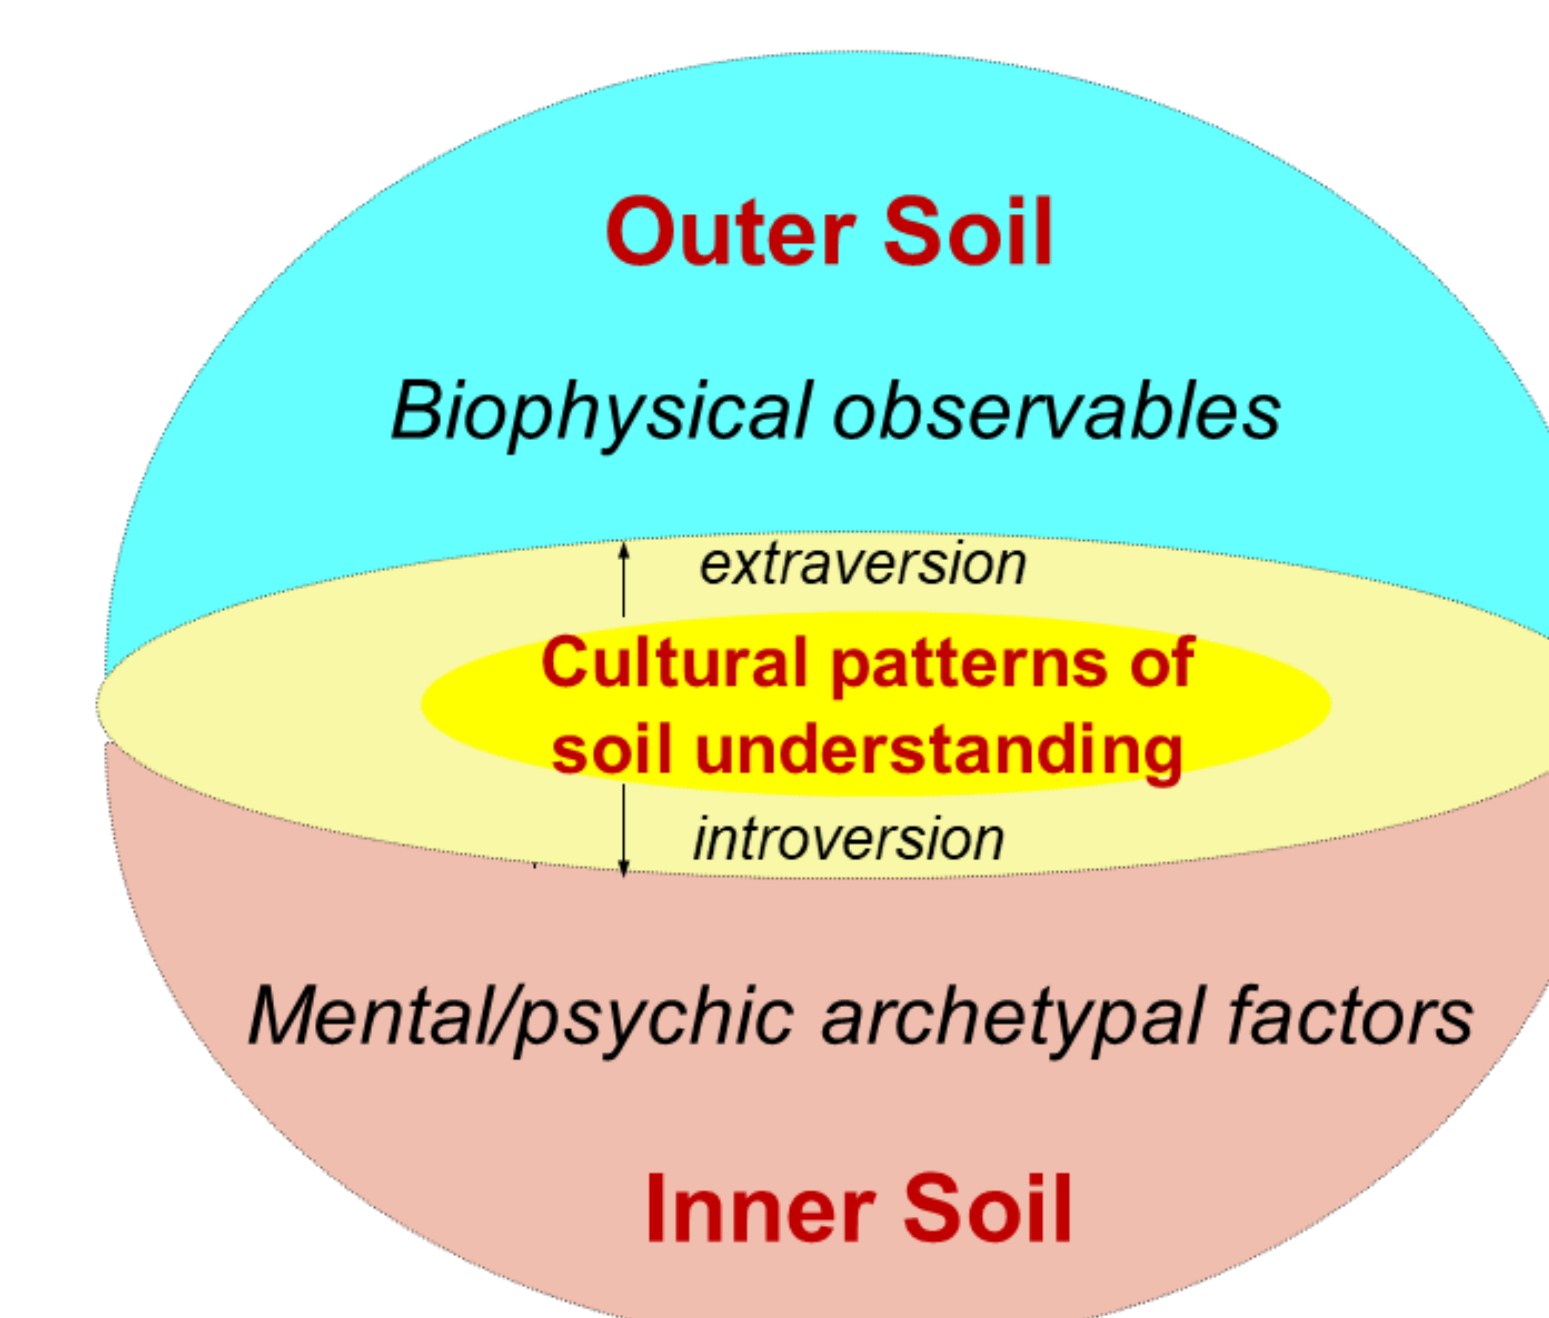 Outer Soil
Biophysical observables
extraversion
Cultural patterns of
soil understanding
introversion
Mental/psychic archetypal factors
Inner Soil